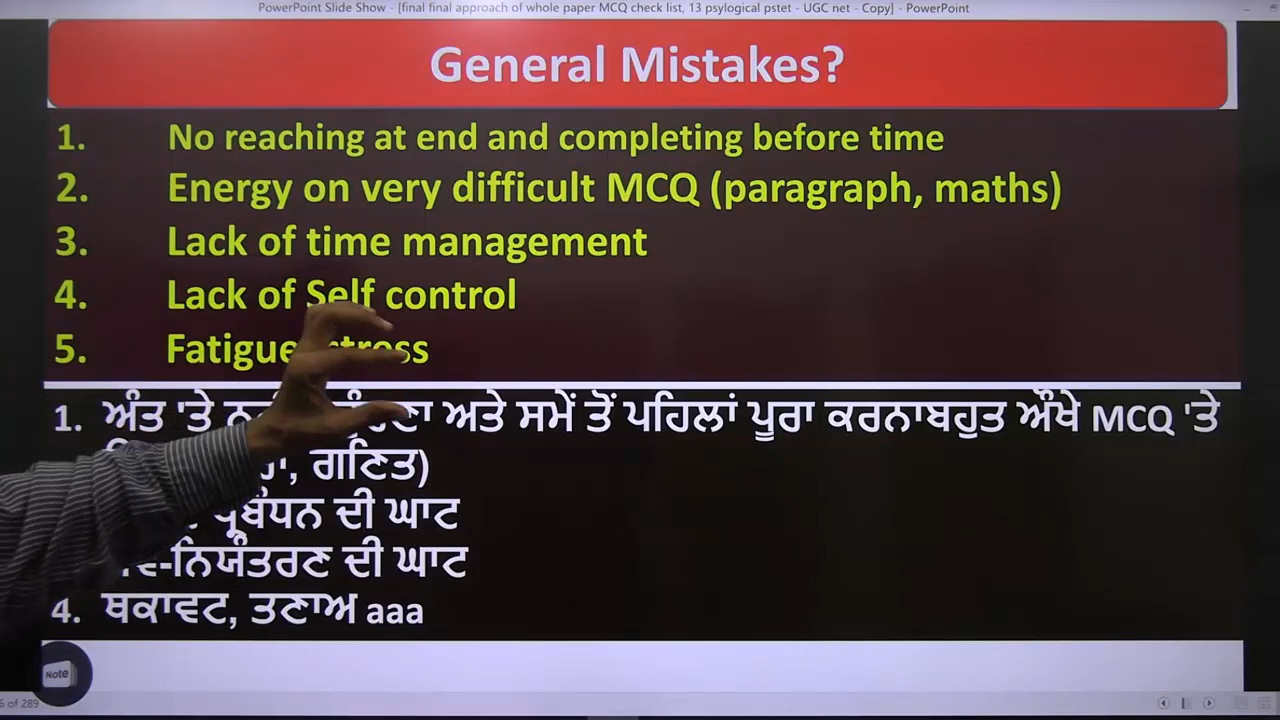 PowerPoint Slide Show - [final final approach of whole paper MCQ check list, 13 psylogical pstet - UGC net - Copy] - PowerPoint
General Mistakes?
1. No reaching at end and completing before time
2. Energy on very difficult MCQ (paragraph, maths)
3. Lack of time management
4. Lack of Self control
5. Fatigue stress
1. ਅੰਤ 'ਤੇ ਅਤੇ ਸਮੇਂ ਤੋਂ ਪਹਿਲਾਂ ਪੂਰਾ ਕਰਨਾਬਹੁਤ ਔਖੇ MCQ 'ਤੇ
ਗਣਿਤ)
ਪ੍ਰਬੰਧਨ ਦੀ ਘਾਟ
ਨਿਯੰਤਰਣ ਦੀ ਘਾਟ
4. ਥਕਾਵਟ, ਤਣਾਅ aaa
Note
of 289